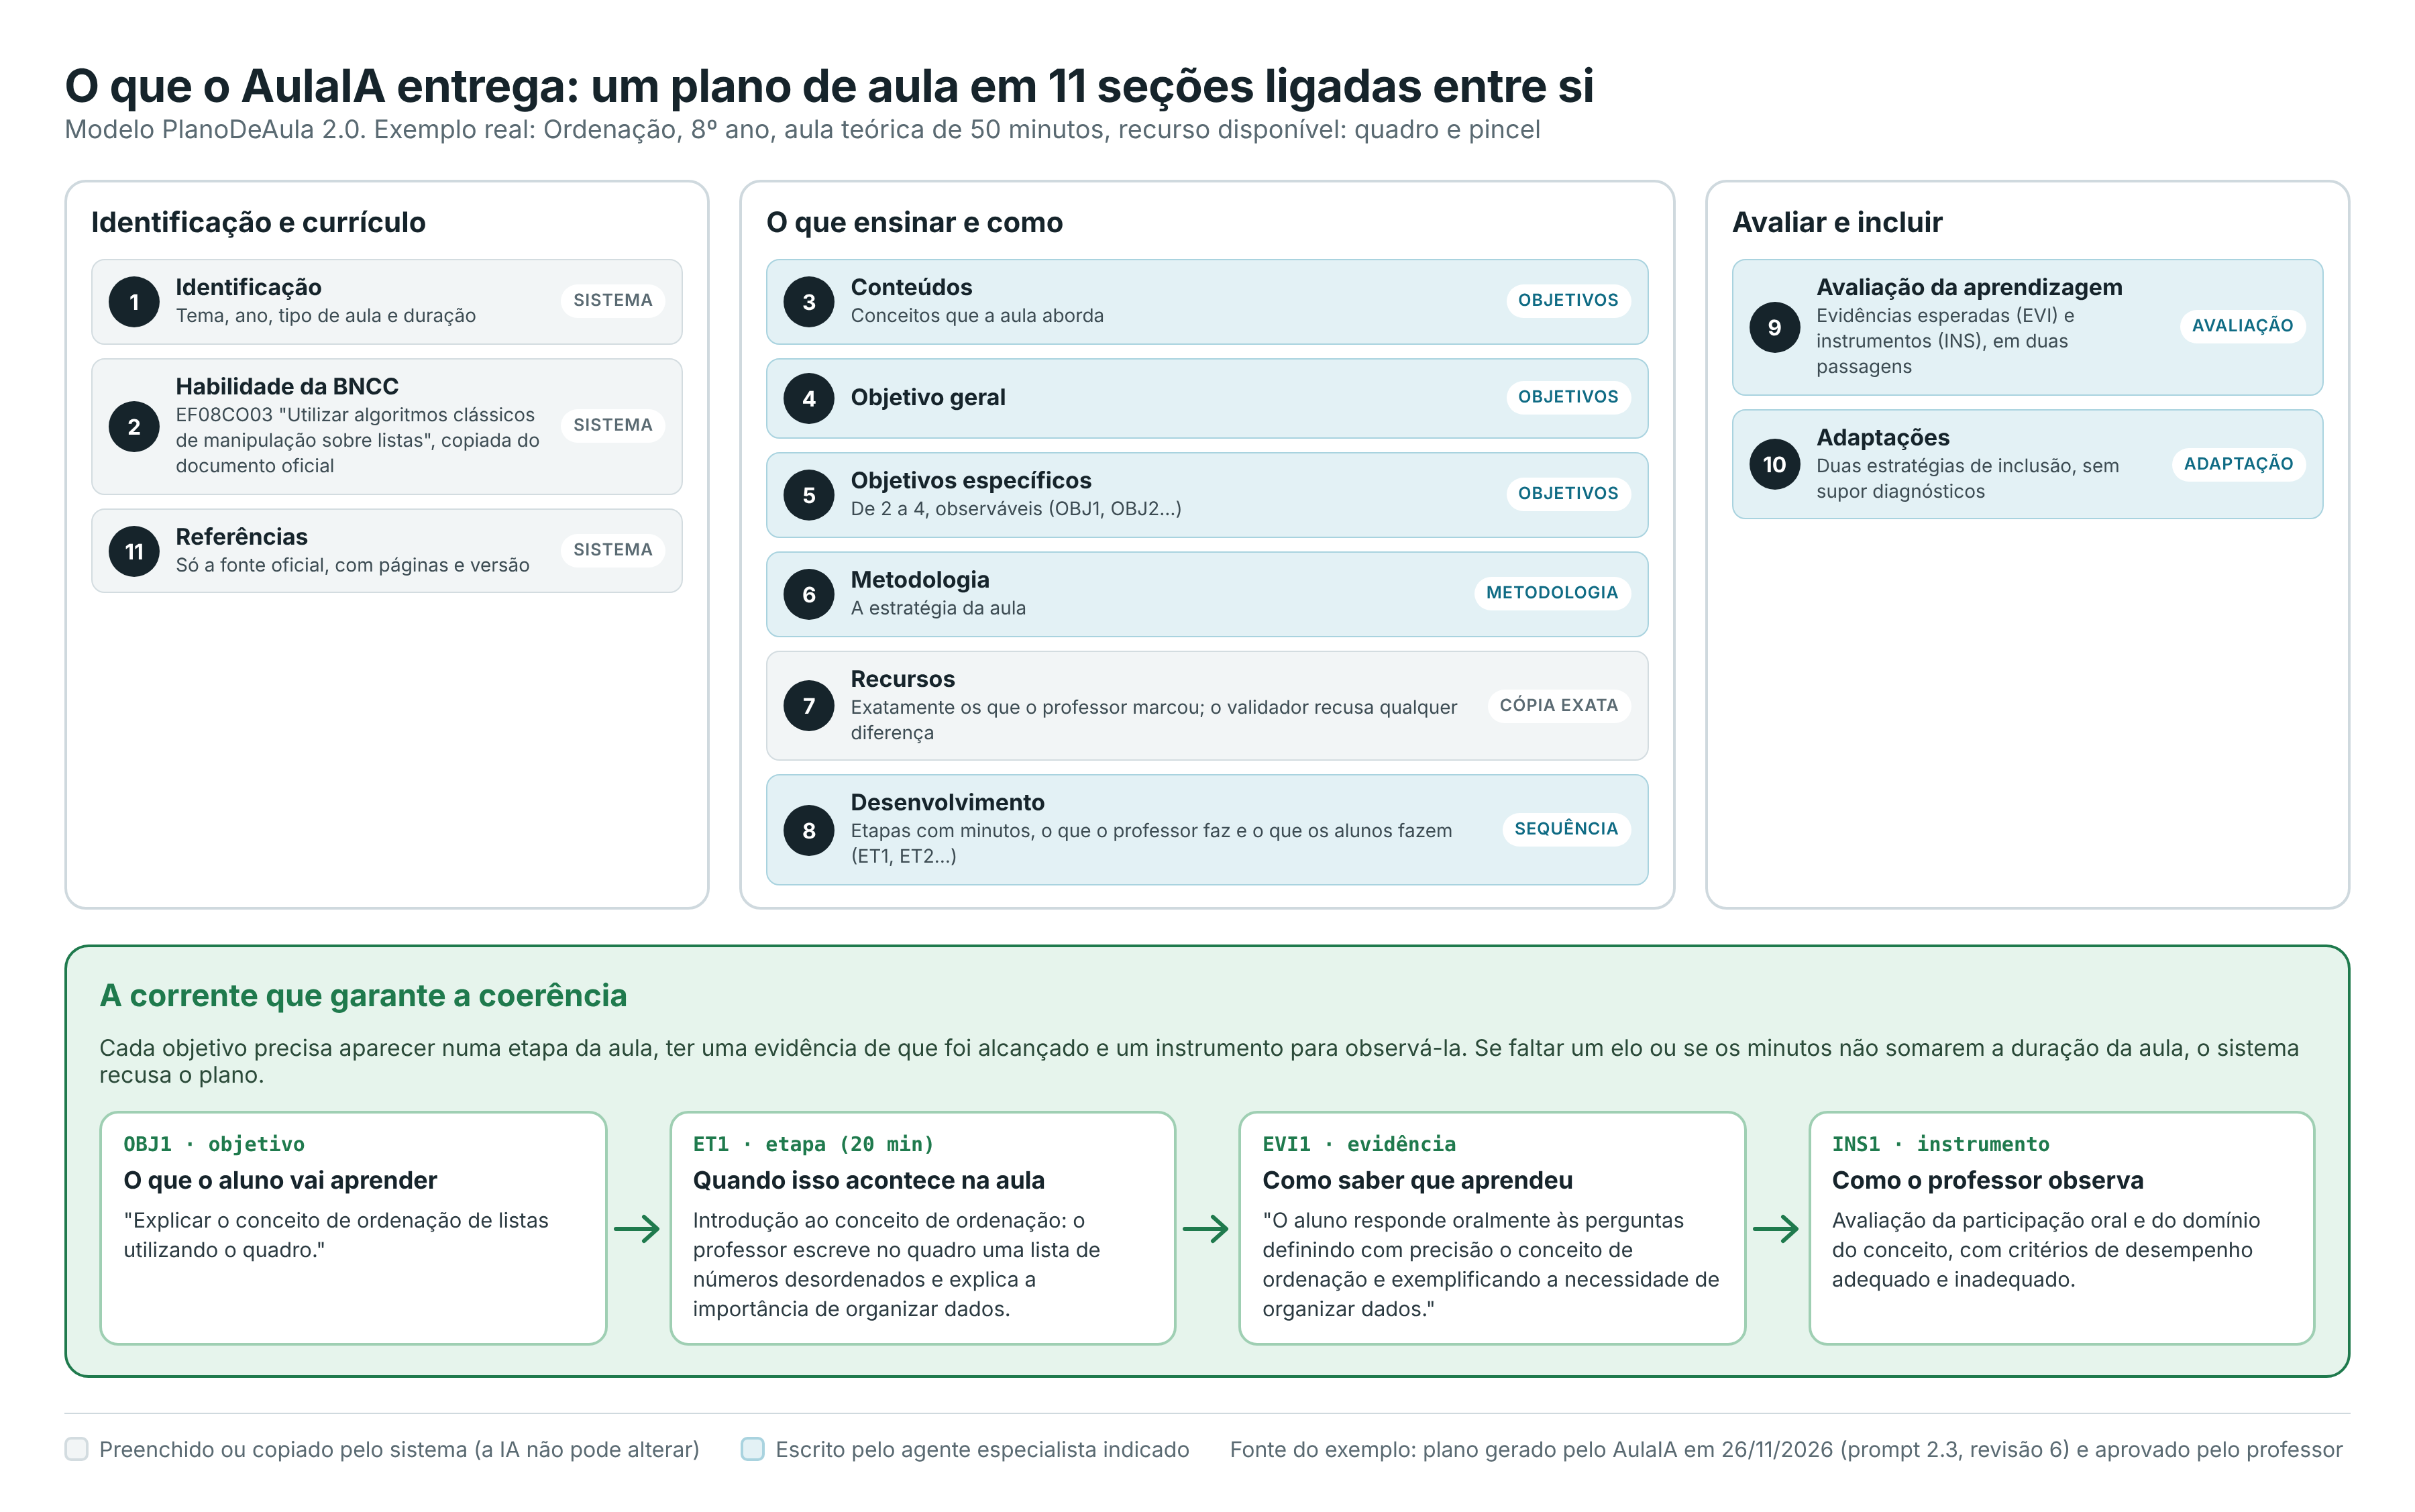 O que o AulaIA entrega: um plano de aula em 11 seções ligadas entre si
Modelo PlanoDeAula 2.0. Exemplo real: Ordenação, 8º ano, aula teórica de 50 minutos, recurso disponível: quadro e pincel
Identificação e currículo
1
Identificação
Tema, ano, tipo de aula e duração
SISTEMA
2
Habilidade da BNCC
EF08CO03 "Utilizar algoritmos clássicos
de manipulação sobre listas", copiada do
documento oficial
SISTEMA
11
Referências
Só a fonte oficial, com páginas e versão
SISTEMA
O que ensinar e como
3
Conteúdos
Conceitos que a aula aborda
OBJETIVOS
4
Objetivo geral
OBJETIVOS
5
Objetivos específicos
De 2 a 4, observáveis (OBJ1, OBJ2...)
OBJETIVOS
6
Metodologia
A estratégia da aula
METODOLOGIA
7
Recursos
Exatamente os que o professor marcou; o validador recusa qualquer
diferença
CÓPIA EXATA
8
Desenvolvimento
Etapas com minutos, o que o professor faz e o que os alunos fazem
(ET1, ET2...)
SEQUÊNCIA
Avaliar e incluir
9
Avaliação da aprendizagem
Evidências esperadas (EVI) e
instrumentos (INS), em duas
passagens
AVALIAÇÃO
10
Adaptações
Duas estratégias de inclusão, sem
supor diagnósticos
ADAPTAÇÃO
A corrente que garante a coerência
Cada objetivo precisa aparecer numa etapa da aula, ter uma evidência de que foi alcançado e um instrumento para observá-la. Se faltar um elo ou se os minutos não somarem a duração da aula, o sistema
recusa o plano.
OBJ1 · objetivo
O que o aluno vai aprender
"Explicar o conceito de ordenação de listas
utilizando o quadro."
ET1 · etapa (20 min)
Quando isso acontece na aula
Introdução ao conceito de ordenação: o
professor escreve no quadro uma lista de
números desordenados e explica a
importância de organizar dados.
EVI1 · evidência
Como saber que aprendeu
"O aluno responde oralmente às perguntas
definindo com precisão o conceito de
ordenação e exemplificando a necessidade de
organizar dados."
INS1 · instrumento
Como o professor observa
Avaliação da participação oral e do domínio
do conceito, com critérios de desempenho
adequado e inadequado.
Preenchido ou copiado pelo sistema (a IA não pode alterar)
Escrito pelo agente especialista indicado
Fonte do exemplo: plano gerado pelo AulaIA em 26/11/2026 (prompt 2.3, revisão 6) e aprovado pelo professor